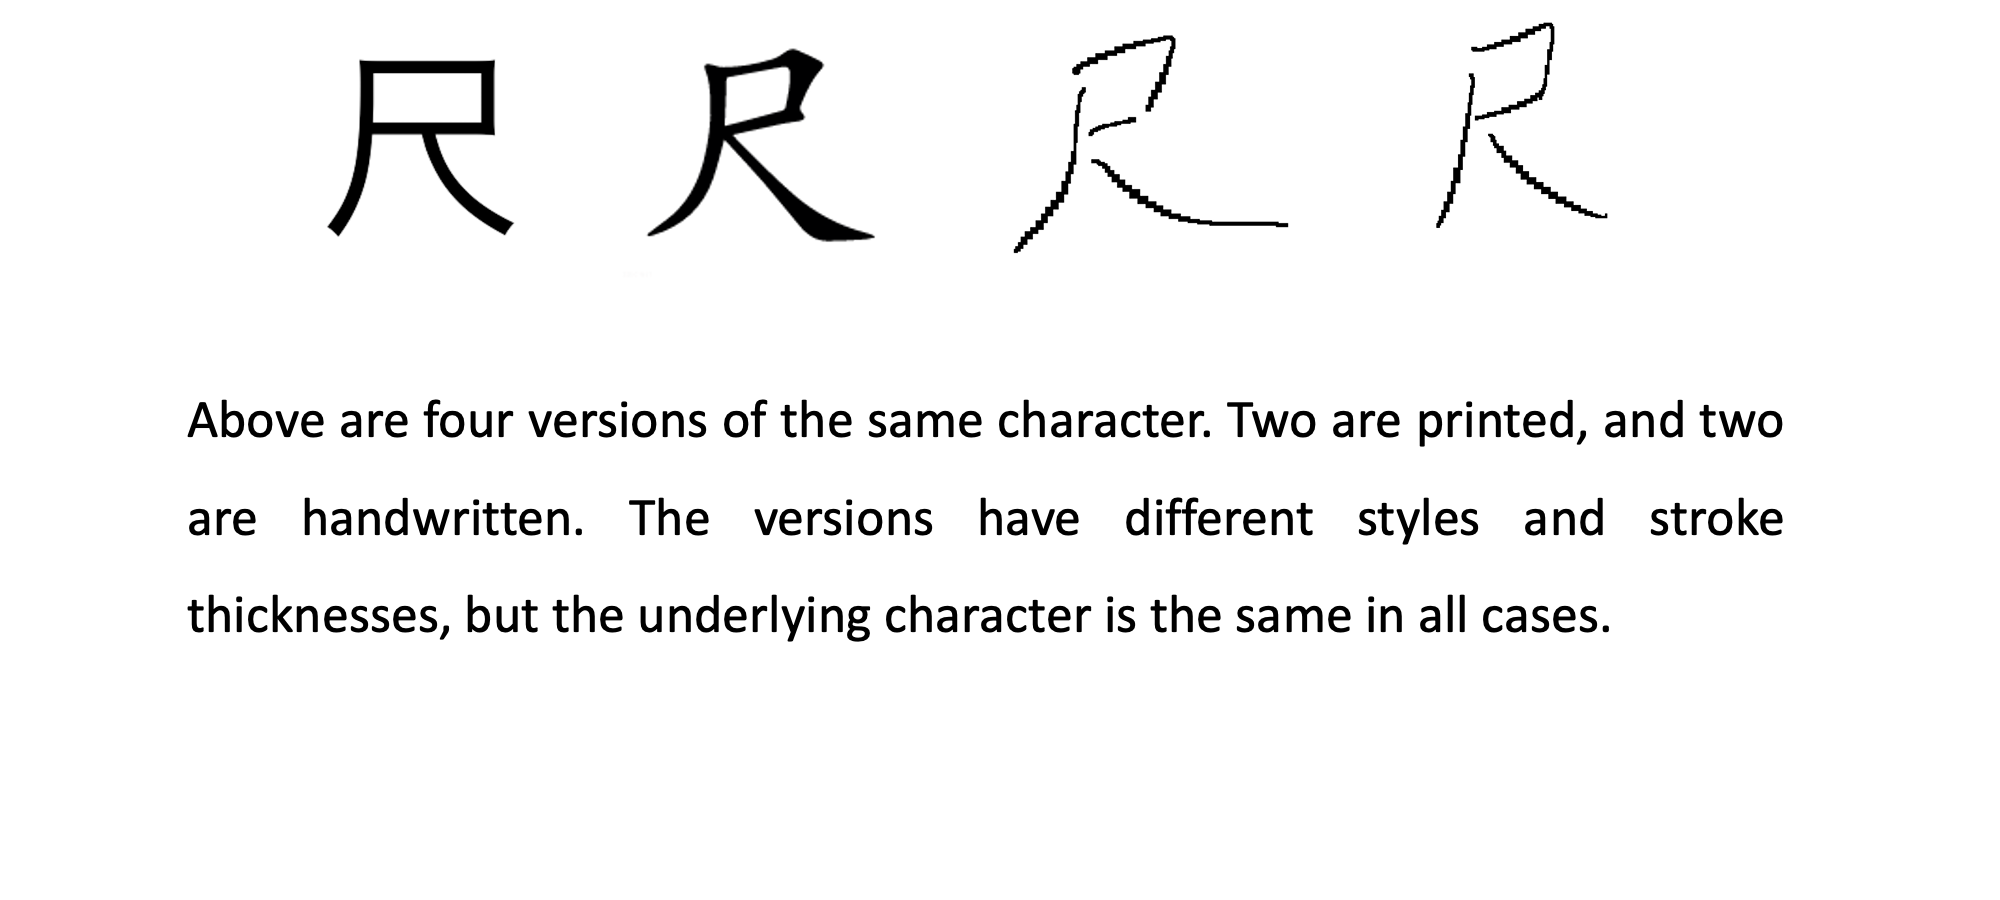 尺 尺 尺 尺
Above are four versions of the same character. Two are printed, and two
are handwritten. The versions have different styles and stroke
thicknesses, but the underlying character is the same in all cases.